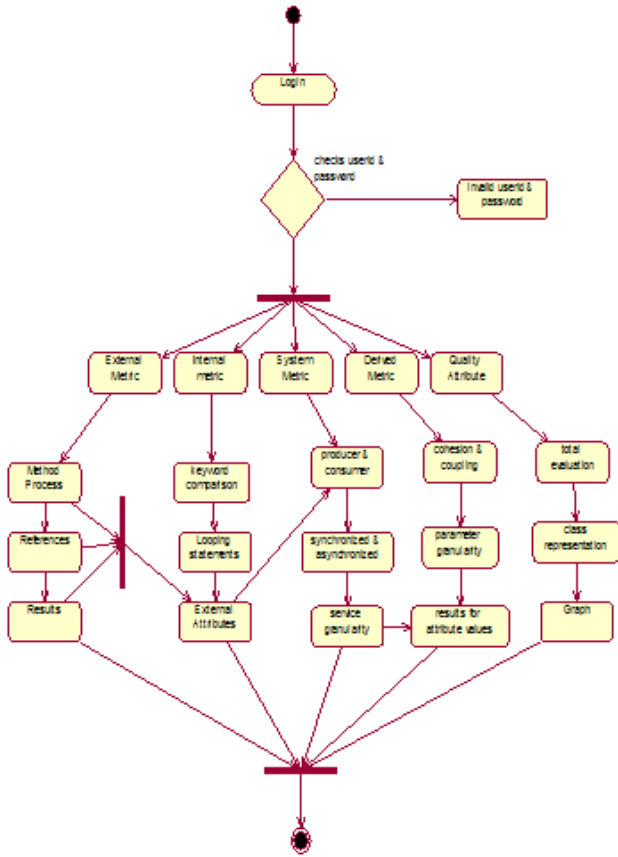 Login
checks userid &
password
Invalid userid &
password
External
Metric
Internal
metric
System
Metric
Derived
Metric
Quality
Attribute
Method
Process
keyword
comparison
producer &
consumer
cohesion &
coupling
total
evaluation
References
Looping
statements
synchronized &
asynchronized
parameter
granularity
class
representation
Results
External
Attributes
service
granularity
results for
attribute values
Graph